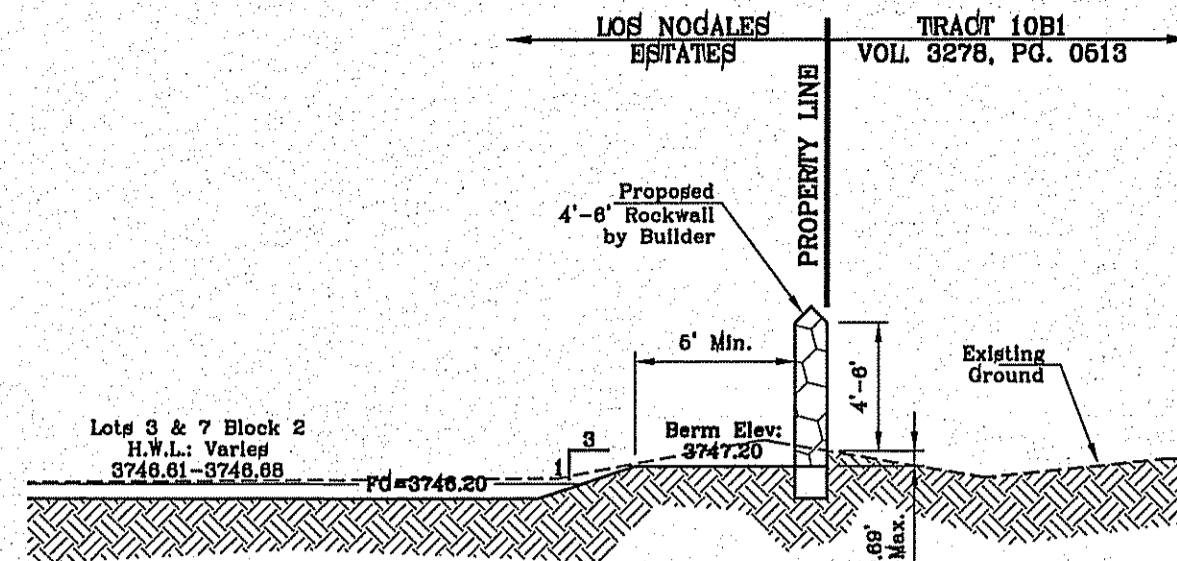 LOS NOGALES
ESTATES
TRACT 10B1
VOL. 3278, PG. 0513
PROPERTY LINE
Proposed
4'-6' Rockwall
by Builder
5' Min.
4'-6'
Existing
Ground
Lots 3 & 7 Block 2
H.W.L.: Varies
3746.61-3746.68
3
1
Berm Elev:
3747.20
FG=3746.20
.69'
Max.